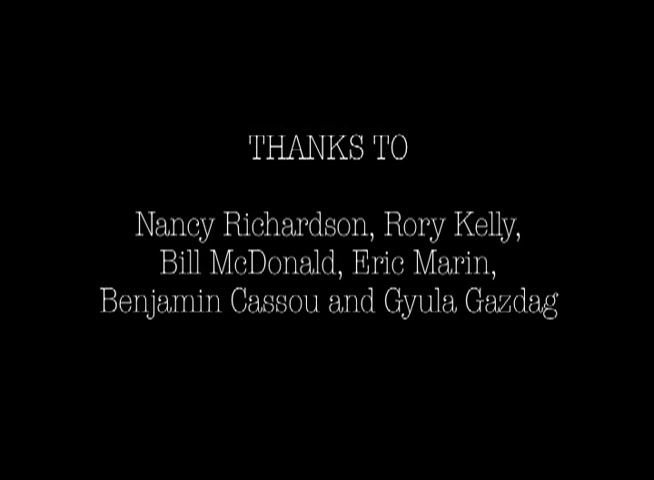 THANKS TO
Nancy Richardson, Rory Kelly,
Bill McDonald, Eric Marin,
Benjamin Cassou and Gyula Gazdag